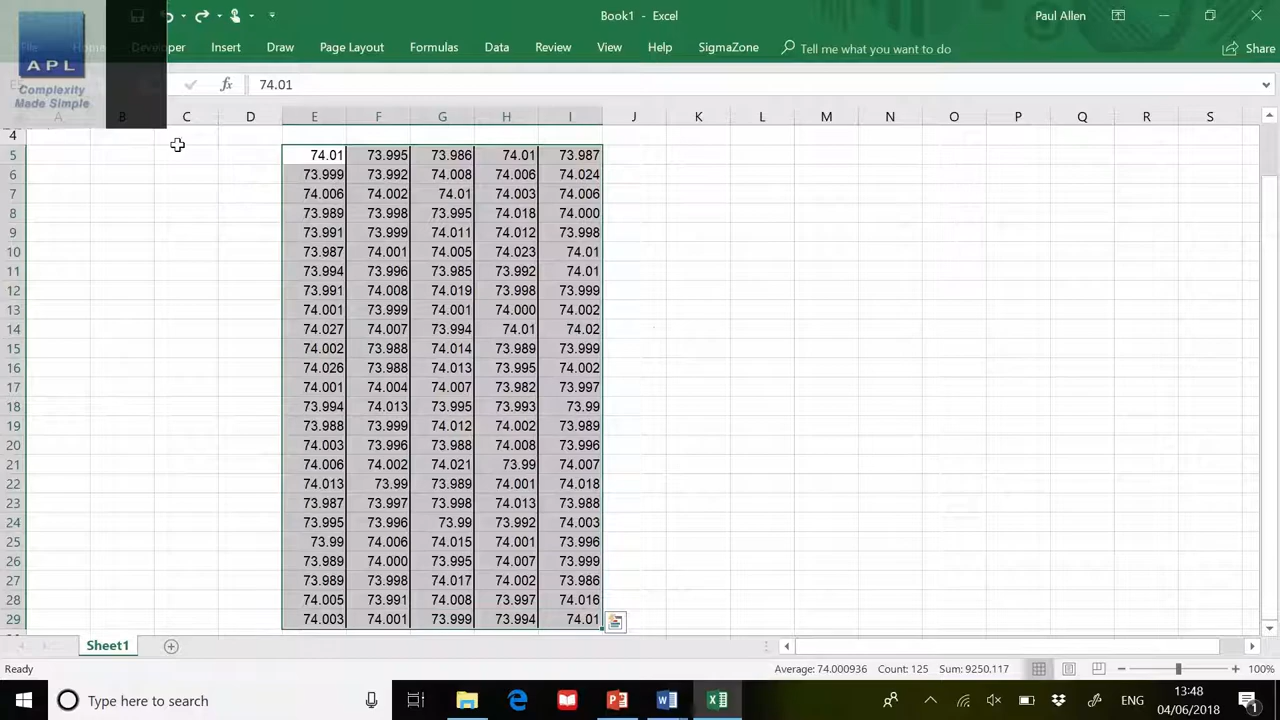 Book1 - Excel
Paul Allen
File Home Developer Insert Draw Page Layout Formulas Data Review View Help SigmaZone Tell me what you want to do Share
APL
Complexity
Made Simple
E5 fx 74.01
A B C D E F G H I J K L M N O P Q R S
4
5 74.01 73.995 73.986 74.01 73.987
6 73.999 73.992 74.008 74.006 74.024
7 74.006 74.002 74.01 74.003 74.006
8 73.989 73.998 73.995 74.018 74.000
9 73.991 73.999 74.011 74.012 73.998
10 73.987 74.001 74.005 74.023 74.01
11 73.994 73.996 73.985 73.992 74.01
12 73.991 74.008 74.019 73.998 73.999
13 74.001 73.999 74.001 74.000 74.002
14 74.027 74.007 73.994 74.01 74.02
15 74.002 73.988 74.014 73.989 73.999
16 74.026 73.988 74.013 73.995 74.002
17 74.001 74.004 74.007 73.982 73.997
18 73.994 74.013 73.995 73.993 73.99
19 73.988 73.999 74.012 74.002 73.989
20 74.003 73.996 73.988 74.008 73.996
21 74.006 74.002 74.021 73.99 74.007
22 74.013 73.99 73.989 74.001 74.018
23 73.987 73.997 73.998 74.013 73.988
24 73.995 73.996 73.99 73.992 74.003
25 73.99 74.006 74.015 74.001 73.996
26 73.989 74.000 73.995 74.007 73.999
27 73.989 73.998 74.017 74.002 73.986
28 74.005 73.991 74.008 73.997 74.016
29 74.003 74.001 73.999 73.994 74.01
Sheet1
Ready Average: 74.000936 Count: 125 Sum: 9250.117 100%
Type here to search
ENG
13:48
04/06/2018
1